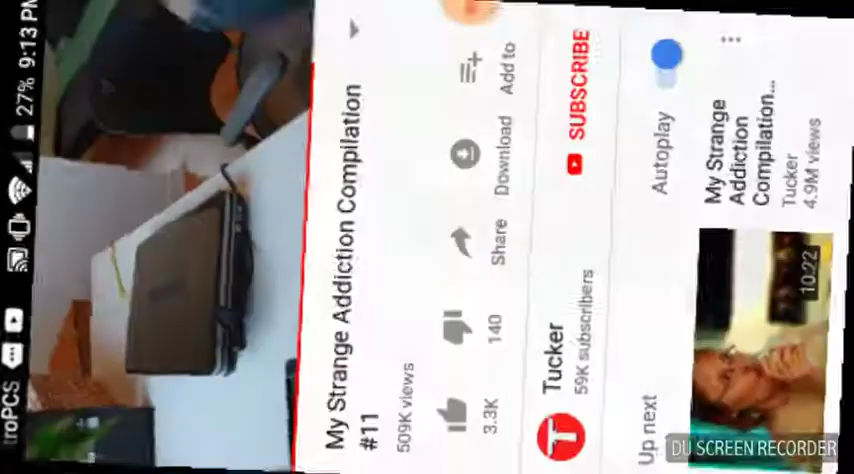 troPCS 27% 9:13 PM
My Strange Addiction Compilation
#11
509K views
3.3K
140
Share
Download
Add to
Tucker
59K subscribers
SUBSCRIBE
Up next
Autoplay
10:22
My Strange
Addiction
Compilation...
Tucker
4.9M views
DU SCREEN RECORDER